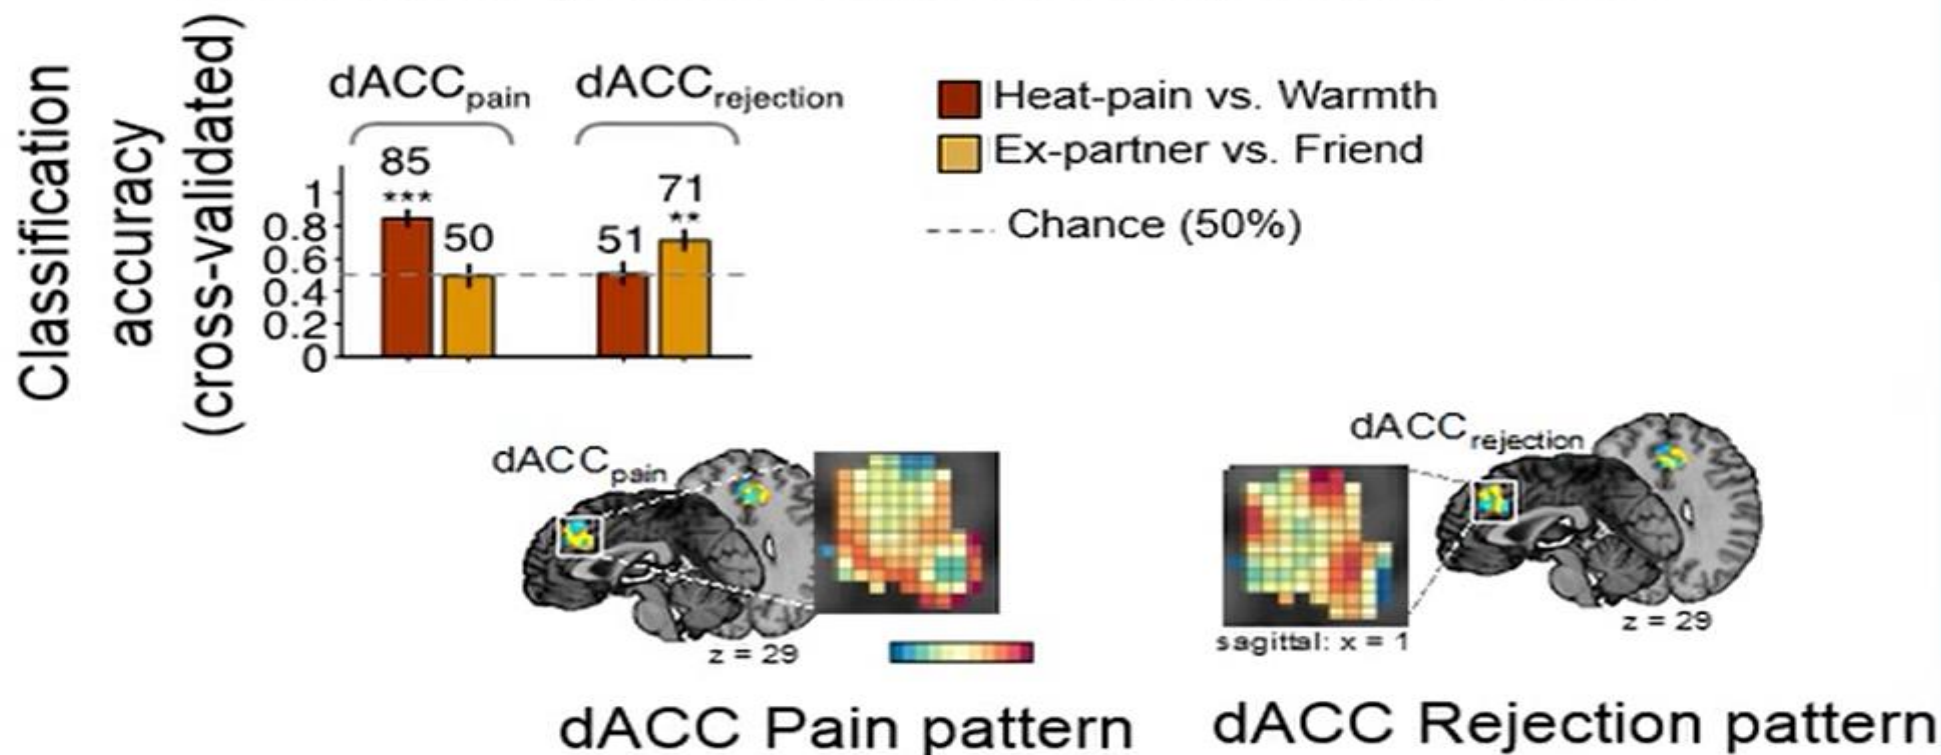 Classification
accuracy
(cross-validated)
dACCpain
dACCrejection
85
***
50
51
71
**
1
0.8
0.6
0.4
0.2
0
Heat-pain vs. Warmth
Ex-partner vs. Friend
Chance (50%)
dACCpain
z = 29
dACCrejection
sagittal: x = 1
z = 29
dACC Pain pattern
dACC Rejection pattern